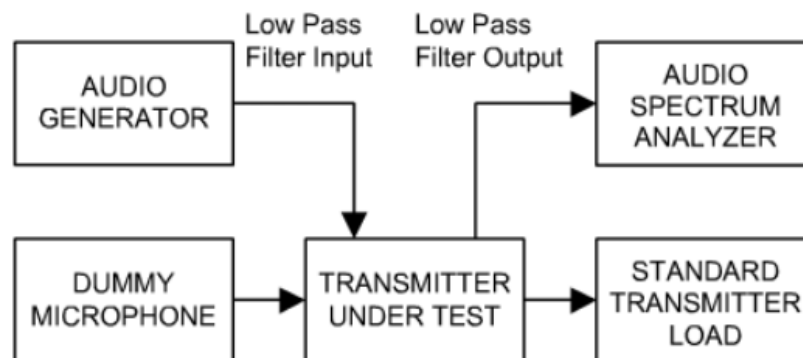 Low Pass
Filter Input
Low Pass
Filter Output
AUDIO
GENERATOR
AUDIO
SPECTRUM
ANALYZER
DUMMY
MICROPHONE
TRANSMITTER
UNDER TEST
STANDARD
TRANSMITTER
LOAD